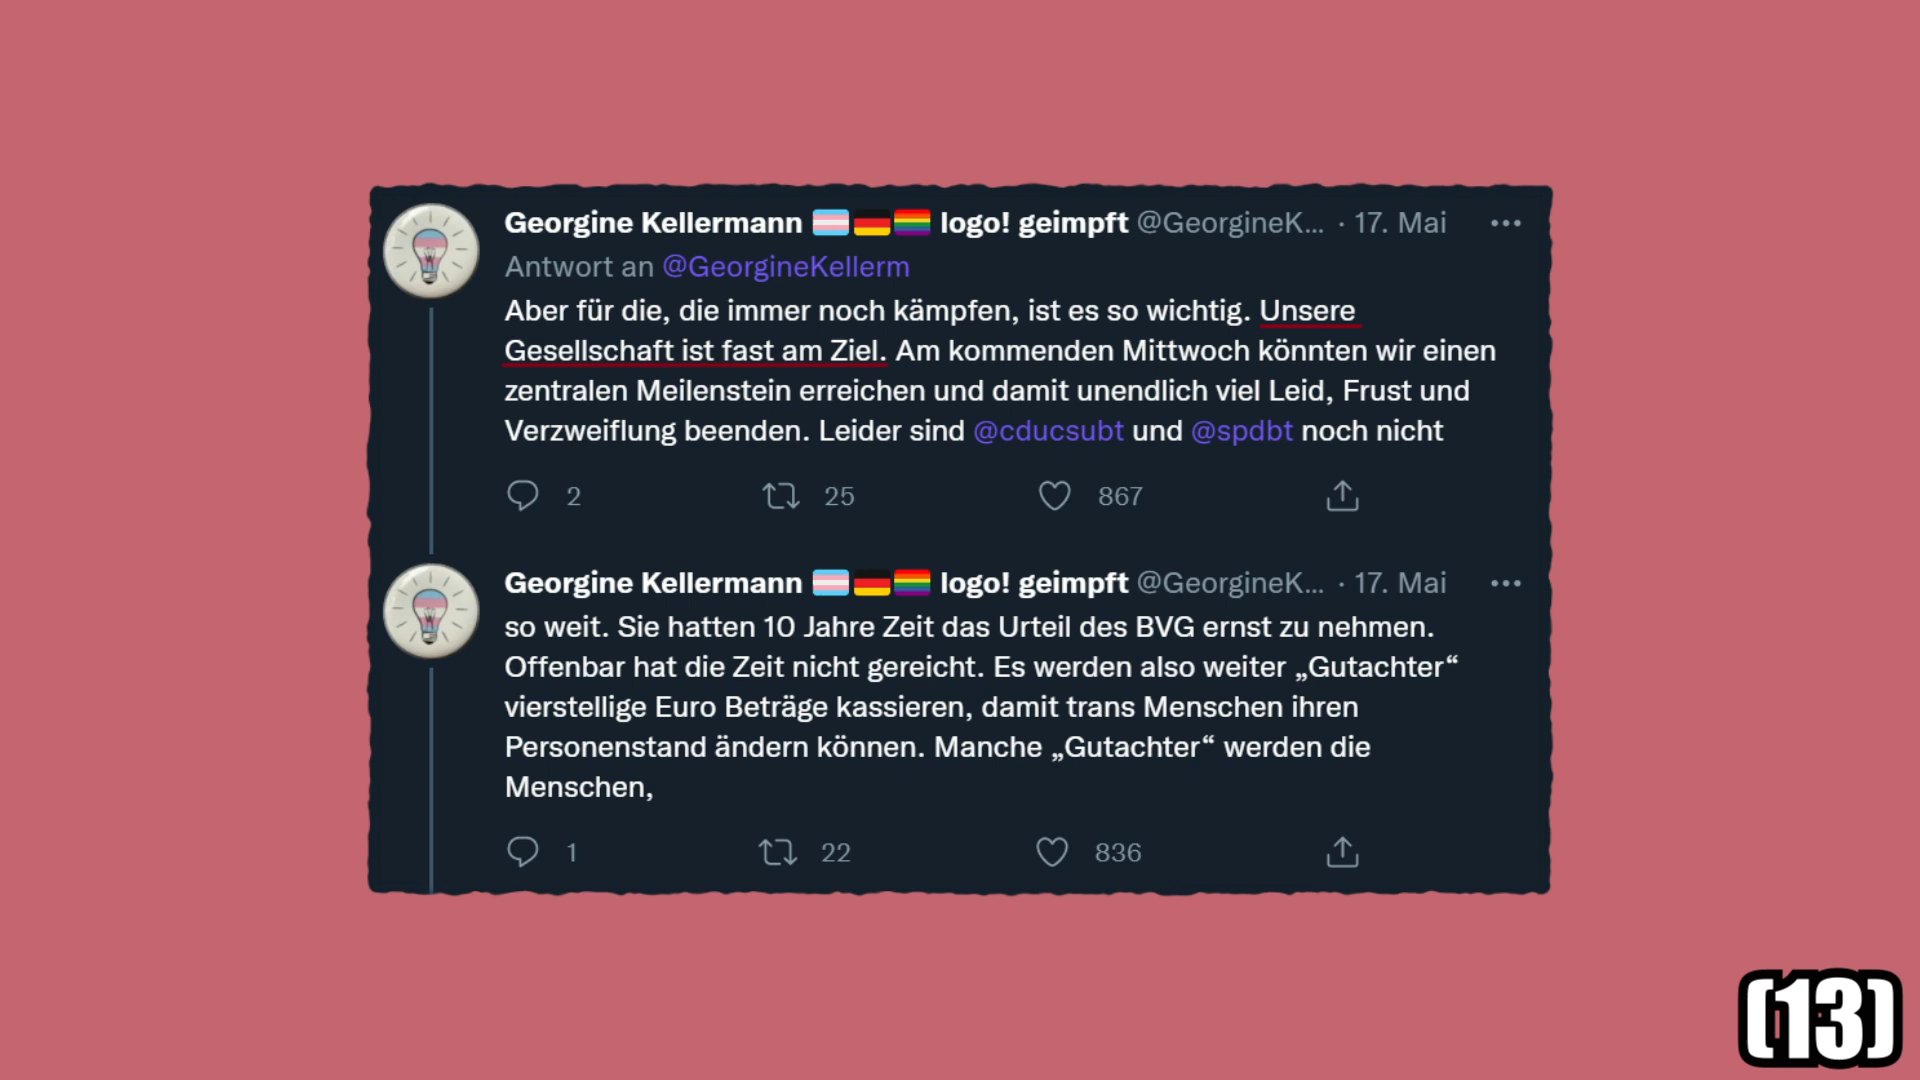 Georgine Kellermann 🏳️‍⚧️🇩🇪🏳️‍🌈 logo! geimpft @GeorgineK... · 17. Mai
Antwort an @GeorgineKellerm
Aber für die, die immer noch kämpfen, ist es so wichtig. Unsere
Gesellschaft ist fast am Ziel. Am kommenden Mittwoch könnten wir einen
zentralen Meilenstein erreichen und damit unendlich viel Leid, Frust und
Verzweiflung beenden. Leider sind @cducsubt und @spdbt noch nicht
2 25 867
Georgine Kellermann 🏳️‍⚧️🇩🇪🏳️‍🌈 logo! geimpft @GeorgineK... · 17. Mai
so weit. Sie hatten 10 Jahre Zeit das Urteil des BVG ernst zu nehmen.
Offenbar hat die Zeit nicht gereicht. Es werden also weiter „Gutachter“
vierstellige Euro Beträge kassieren, damit trans Menschen ihren
Personenstand ändern können. Manche „Gutachter“ werden die
Menschen,
1 22 836
(13)